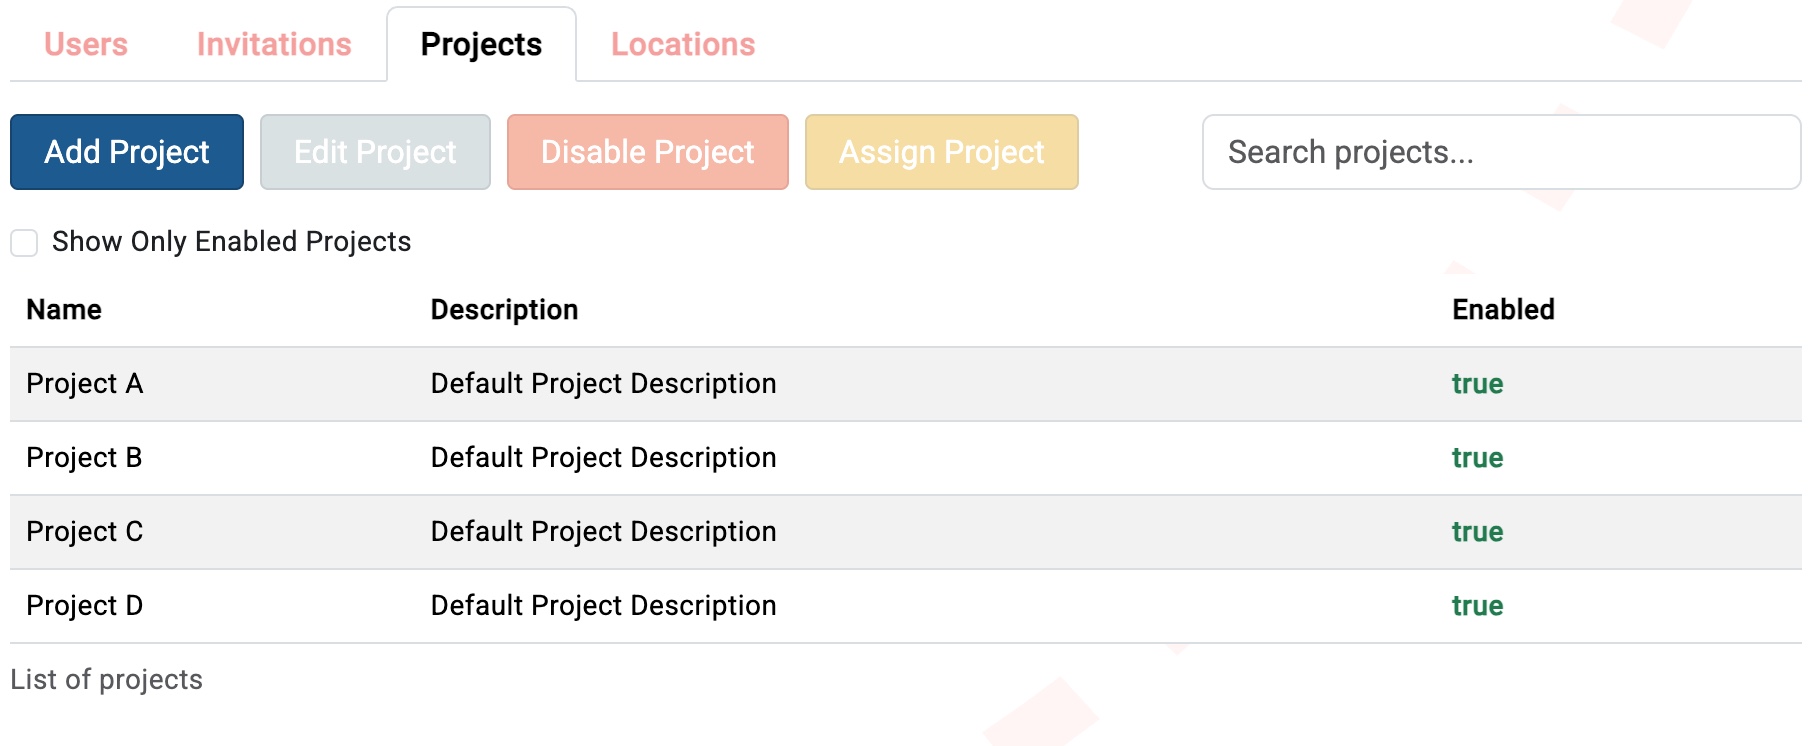 Users Invitations Projects Locations
Add Project Edit Project Disable Project Assign Project Search projects...
Show Only Enabled Projects
Name Description Enabled
Project A Default Project Description true
Project B Default Project Description true
Project C Default Project Description true
Project D Default Project Description true
List of projects